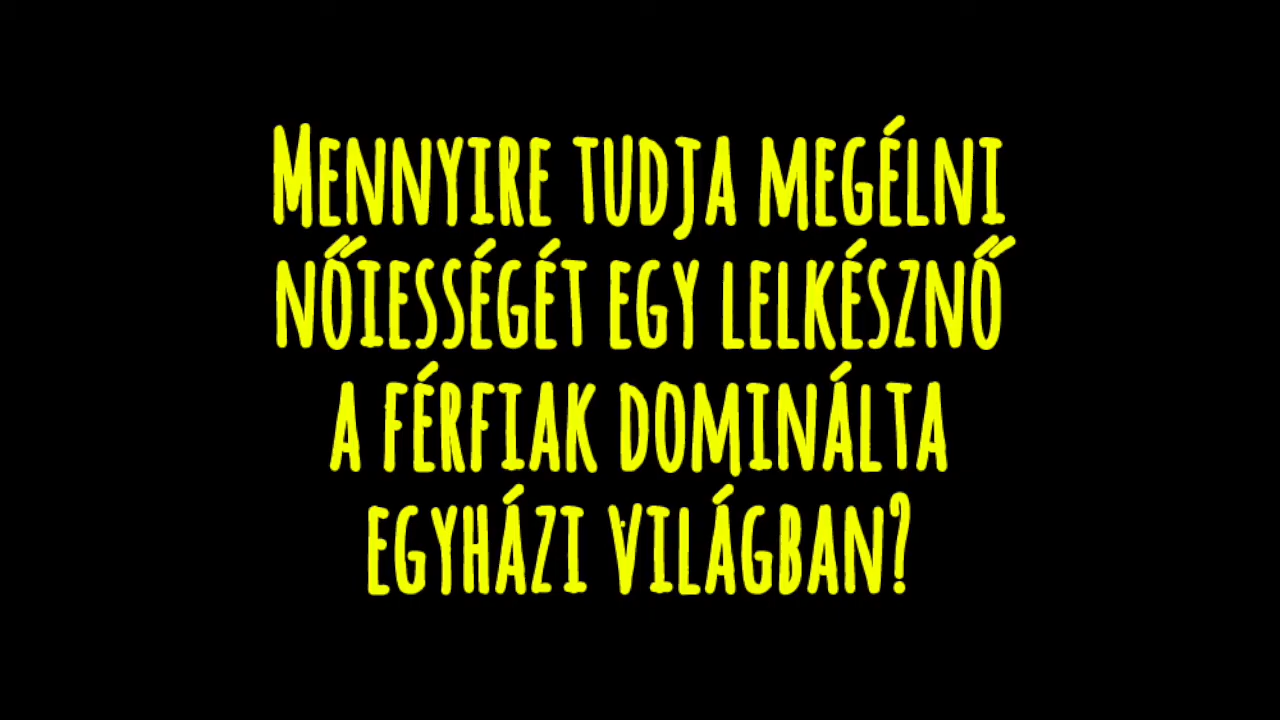 Mennyire tudja megélni
nőiességét egy lelkésznő
a férfiak dominálta
egyházi világban?